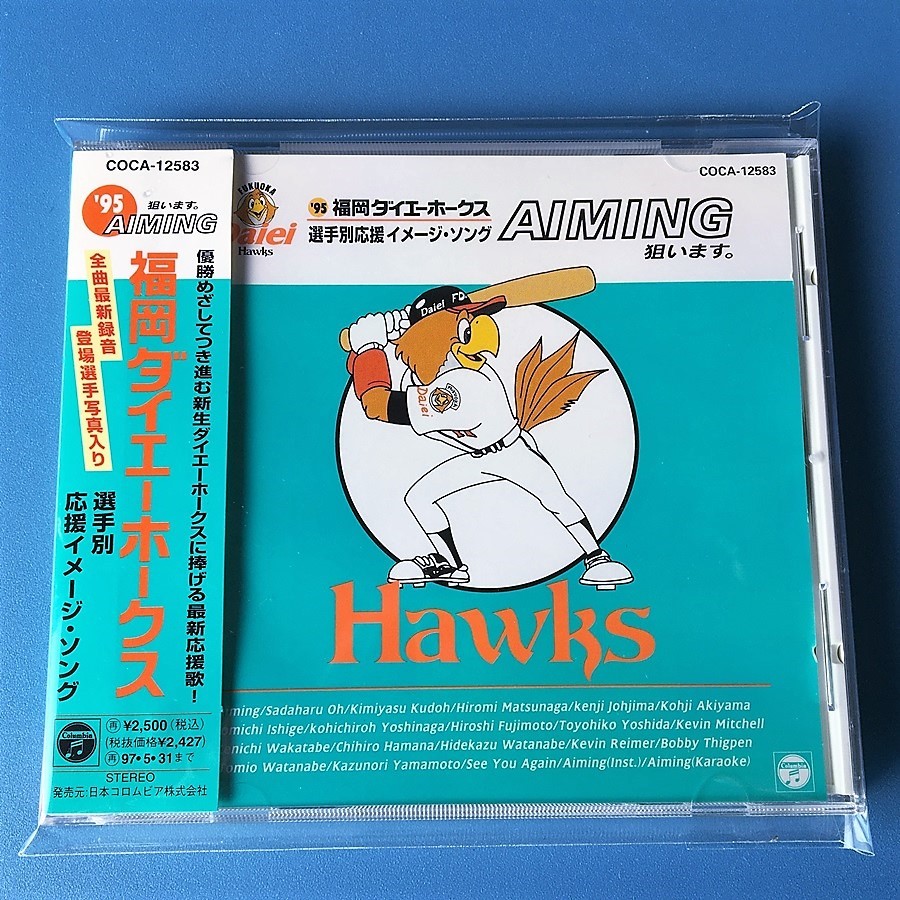 COCA-12583
'95
狙います。
AIMING
優勝めざしてつき進む新生ダイエーホークスに捧げる最新応援歌!
福岡ダイエーホークス
全曲最新録音
登場選手写真入り
選手別
応援イメージ・ソング
Columbia
再 ¥2,500(税込)
(税抜価格¥2,427)
再 97・5・31まで
STEREO
発売元:日本コロムビア株式会社
COCA-12583
FUKUOKA
Daiei
Hawks
'95 福岡ダイエーホークス
選手別応援イメージ・ソング
AIMING
狙います。
Daiei FD
Daiei
Hawks
ming/Sadaharu Oh/Kimiyasu Kudoh/Hiromi Matsunaga/kenji Johjima/Kohji Akiyama
michi Ishige/kohichiroh Yoshinaga/Hiroshi Fujimoto/Toyohiko Yoshida/Kevin Mitchell
nichi Wakatabe/Chihiro Hamana/Hidekazu Watanabe/Kevin Reimer/Bobby Thigpen
omio Watanabe/Kazunori Yamamoto/See You Again/Aiming(Inst.)/Aiming(Karaoke)
Columbia